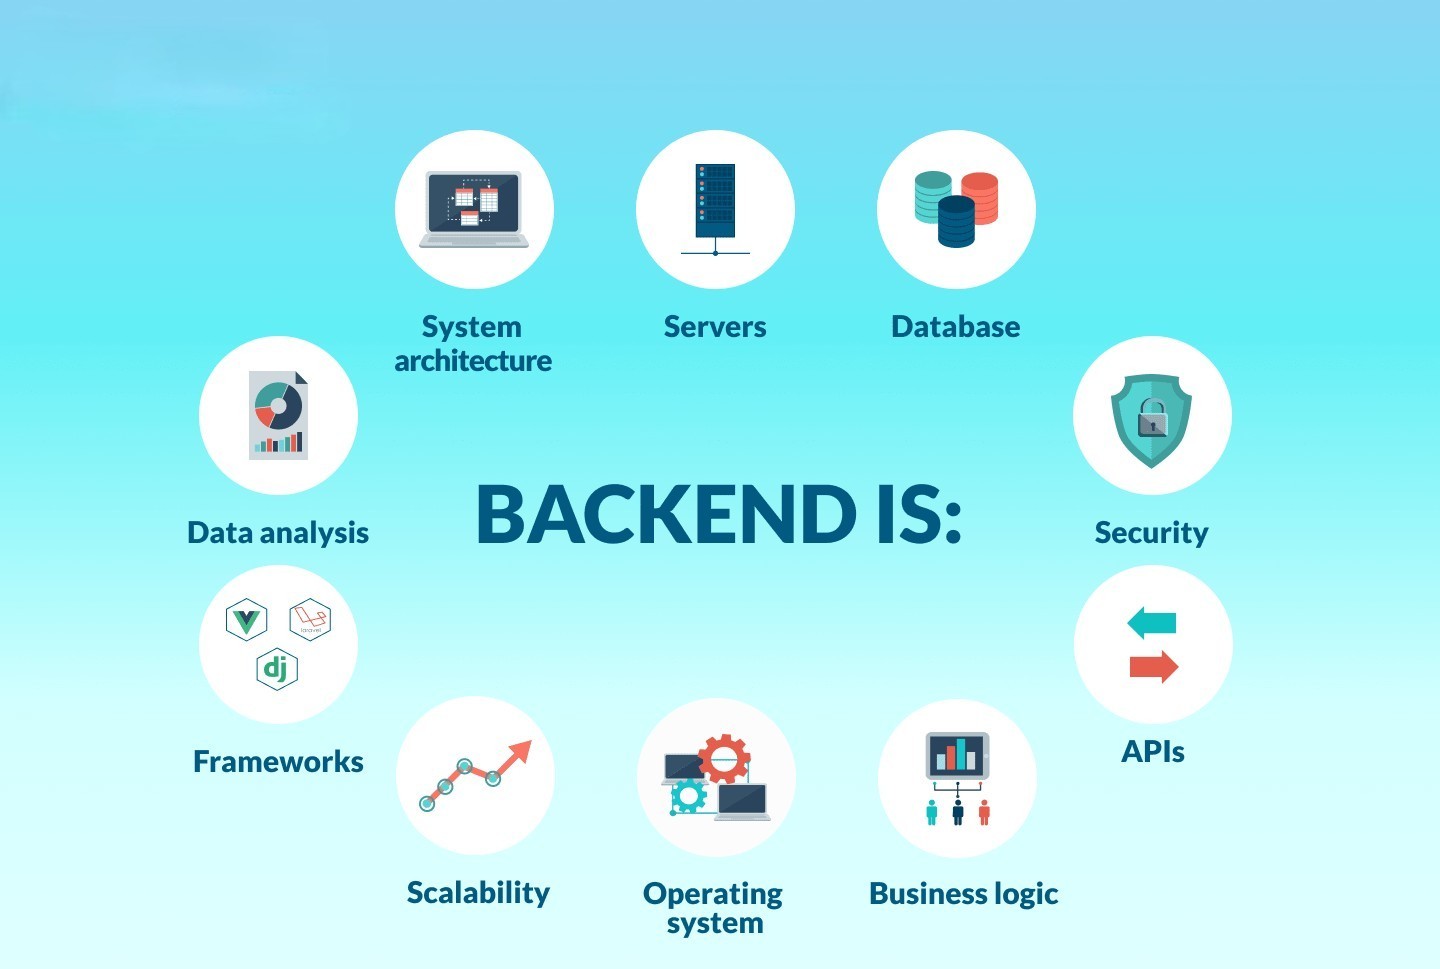 System
architecture
Servers
Database
Data analysis
BACKEND IS:
Security
laravel
dj
Frameworks
APIs
Scalability
Operating
system
Business logic